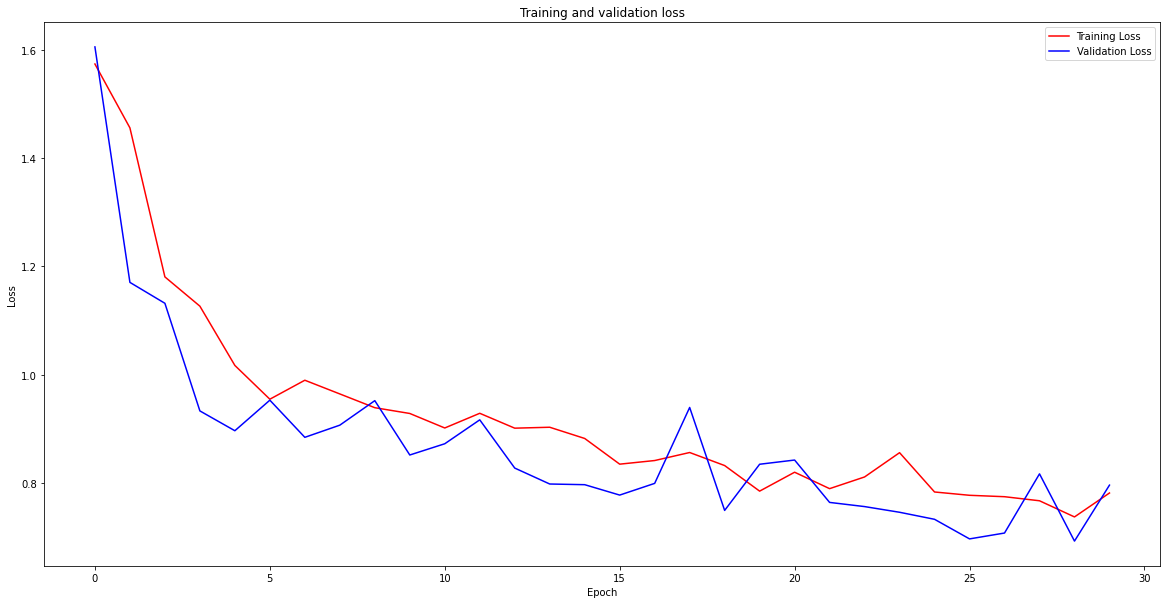 Training and validation loss
Training Loss
Validation Loss
1.6
1.4
1.2
1.0
0.8
Loss
0
5
10
15
20
25
30
Epoch